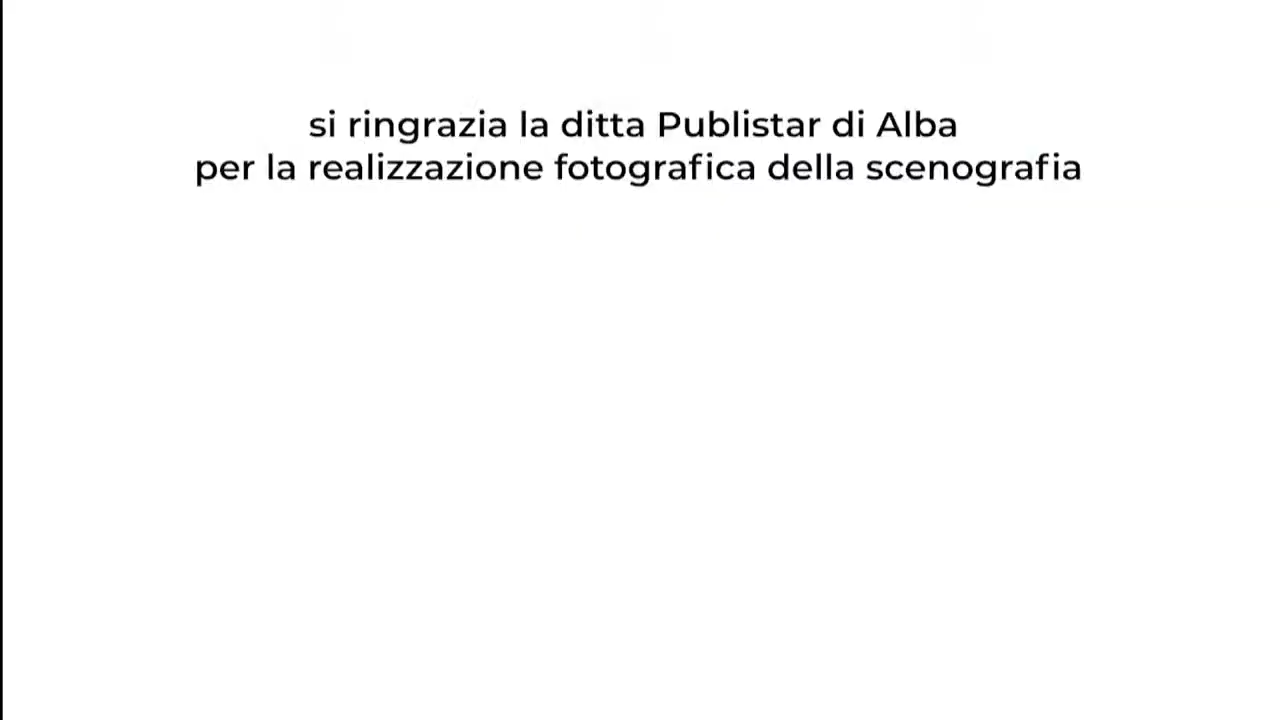 si ringrazia la ditta Publistar di Alba
per la realizzazione fotografica della scenografia